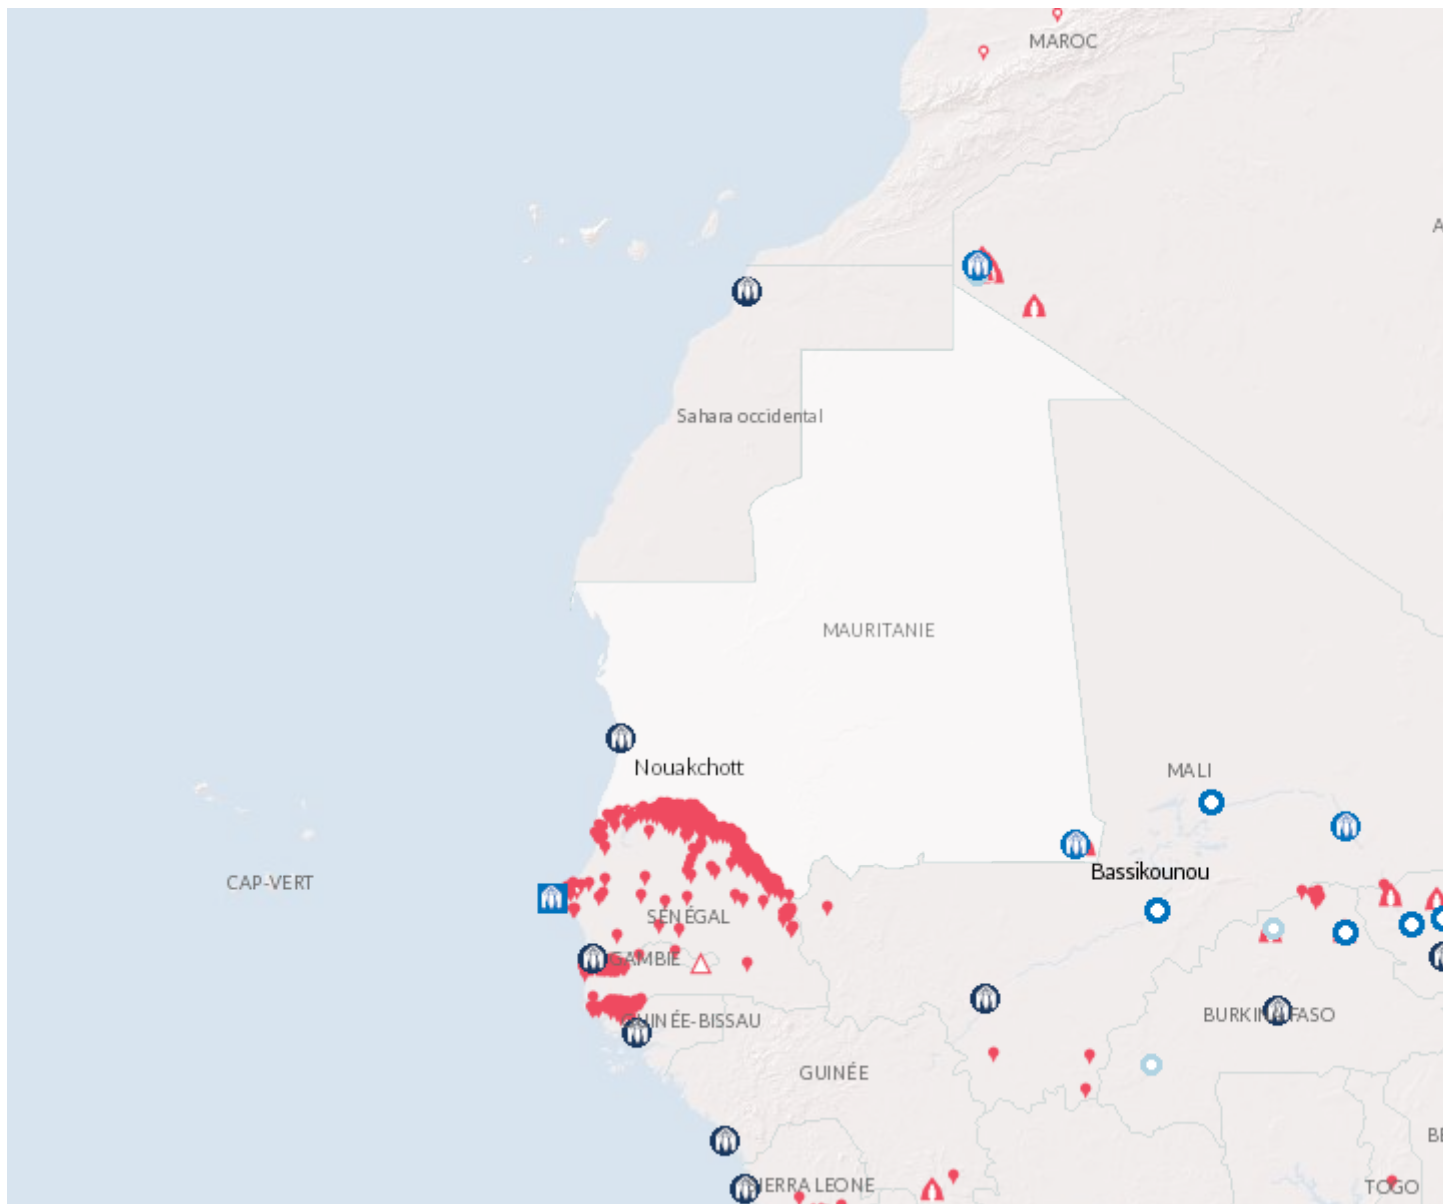 MAROC
A
Sahara occidental
MAURITANIE
Nouakchott
MALI
Bassikounou
CAP-VERT
SÉNÉGAL
GAMBIE
GUINÉE-BISSAU
BURKINA FASO
GUINÉE
BÉ
SIERRA LEONE
TOGO